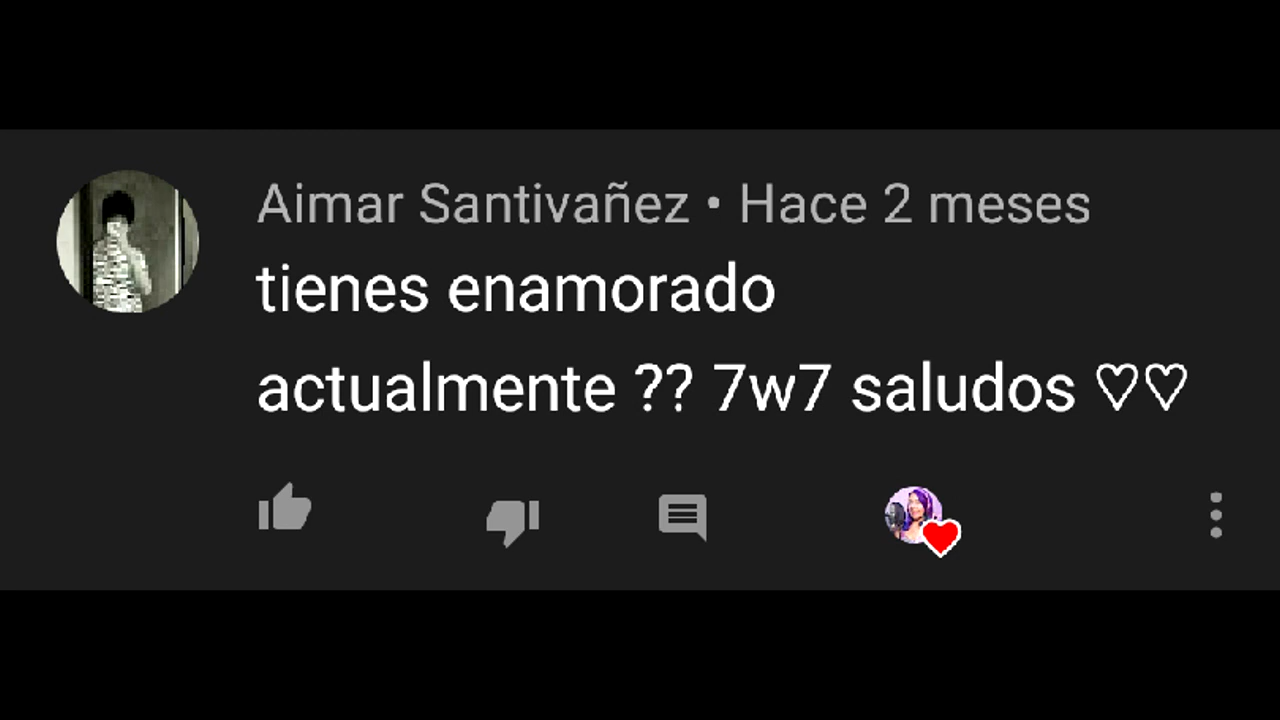 Aimar Santivañez • Hace 2 meses
tienes enamorado
actualmente ?? 7w7 saludos ♡♡